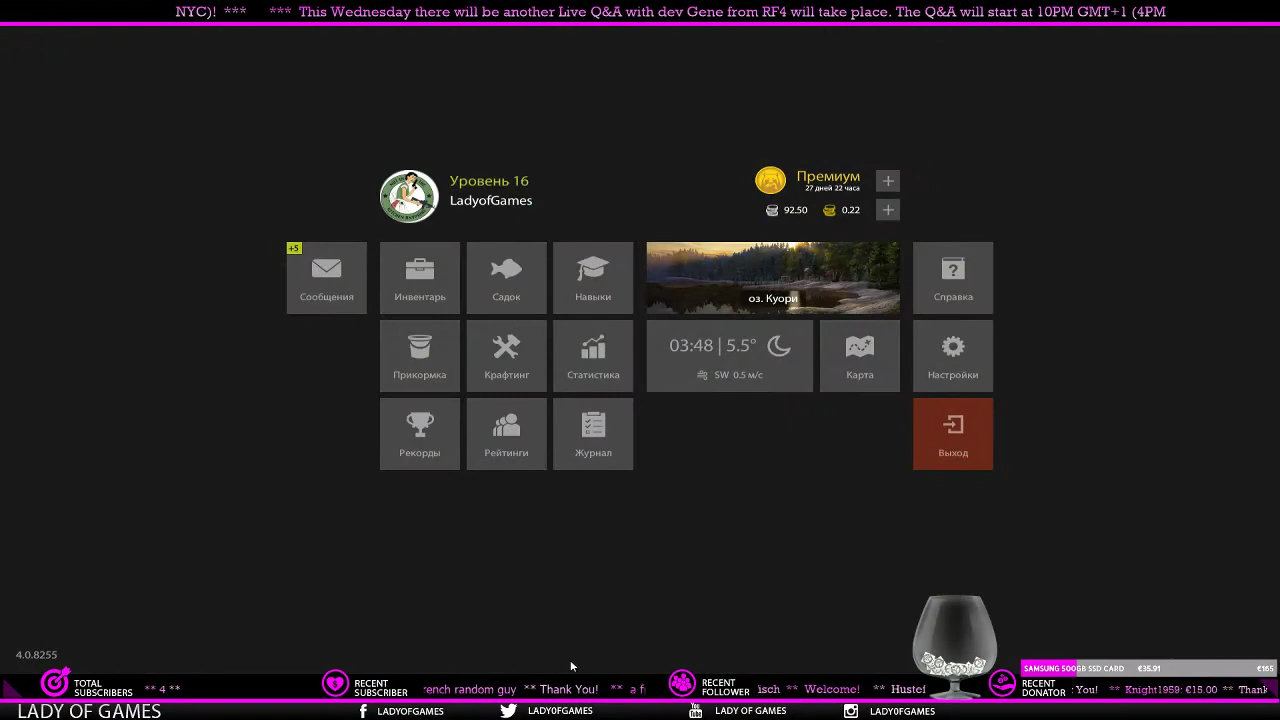 NYC)! *** *** This Wednesday there will be another Live Q&A with dev Gene from RF4 will take place. The Q&A will start at 10PM GMT+1 (4PM
Уровень 16
LadyofGames
Премиум
27 дней 22 часа
92.50 0.22
+5
Сообщения
Инвентарь
Садок
Навыки
оз. Куори
Справка
Прикормка
Крафтинг
Статистика
03:48 | 5.5°
SW 0.5 м/с
Карта
Настройки
Рекорды
Рейтинги
Журнал
Выход
4.0.8255
SAMSUNG 500GB SSD CARD €35.91 €165
TOTAL SUBSCRIBERS ** 4 **
RECENT SUBSCRIBER rench random guy ** Thank You! ** a f
RECENT FOLLOWER isch ** Welcome! ** Hustef
RECENT DONATOR : You! ** Knight1959: €15.00 ** Thank
LADY OF GAMES
LADYOFGAMES
LADY0FGAMES
LADY OF GAMES
LADY0FGAMES